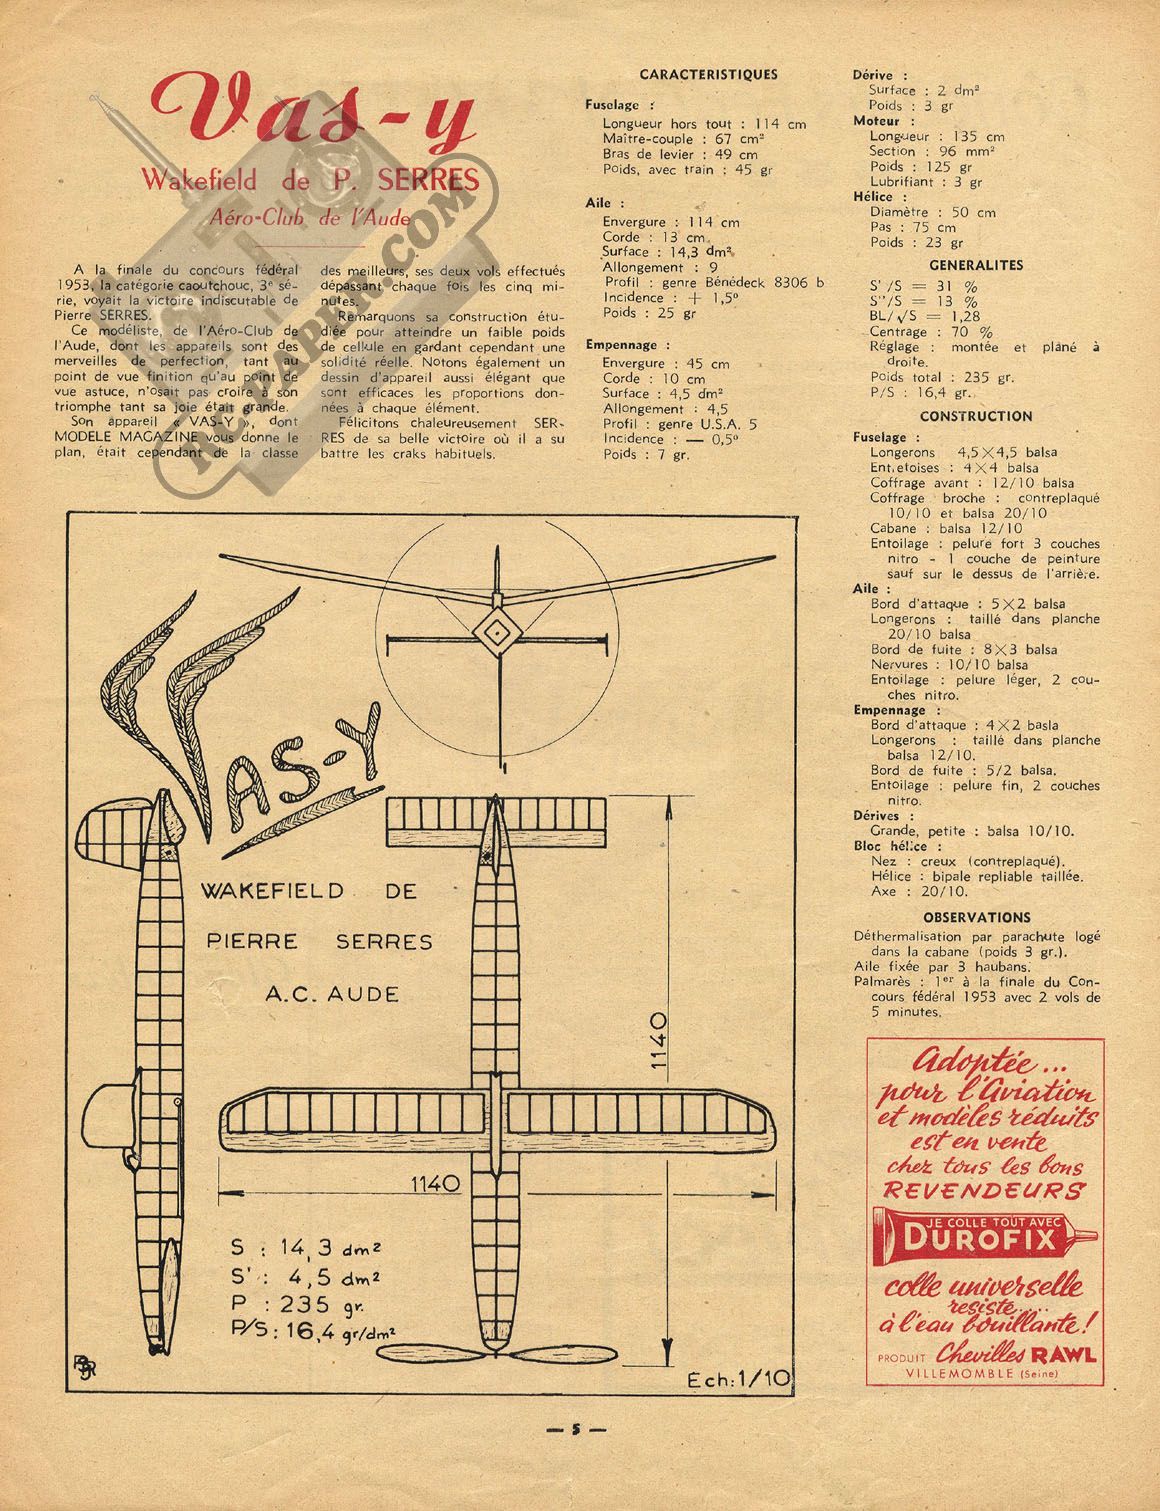 Vas-y
Wakefield de P. SERRES
Aéro-Club de l'Aude
A la finale du concours fédéral
1953, la catégorie caoutchouc, 3e sé-
rie, voyait la victoire indiscutable de
Pierre SERRES.
Ce modéliste, de l'Aéro-Club de
l'Aude, dont les appareils sont des
merveilles de perfection, tant au
point de vue finition qu'au point de
vue astuce, n'osait pas croire à son
triomphe tant sa joie était grande.
Son appareil « VAS-Y », dont
MODELE MAGAZINE vous donne le
plan, était cependant de la classe
des meilleurs, ses deux vols effectués
dépassant chaque fois les cinq mi-
nutes.
Remarquons sa construction étu-
diée pour atteindre un faible poids
de cellule en gardant cependant une
solidité réelle. Notons également un
dessin d'appareil aussi élégant que
sont efficaces les proportions don-
nées à chaque élément.
Félicitons chaleureusement SER-
RES de sa belle victoire où il a su
battre les craks habituels.
RC-PAPER.COM
CARACTERISTIQUES
Fuselage :
Longueur hors tout : 114 cm
Maître-couple : 67 cm²
Bras de levier : 49 cm
Poids, avec train : 45 gr
Aile :
Envergure : 114 cm
Corde : 13 cm.
Surface : 14,3 dm².
Allongement : 9
Profil : genre Bénédeck 8306 b
Incidence : + 1,5°
Poids : 25 gr
Empennage :
Envergure : 45 cm
Corde : 10 cm
Surface : 4,5 dm²
Allongement : 4,5
Profil : genre U.S.A. 5
Incidence : — 0,5°
Poids : 7 gr.
Dérive :
Surface : 2 dm²
Poids : 3 gr
Moteur :
Longueur : 135 cm
Section : 96 mm²
Poids : 125 gr
Lubrifiant : 3 gr
Hélice :
Diamètre : 50 cm
Pas : 75 cm
Poids : 23 gr
GENERALITES
S'/S = 31 %
S''/S = 13 %
BL/√S = 1,28
Centrage : 70 %
Réglage : montée et plané à
droite.
Poids total : 235 gr.
P/S : 16,4 gr.
CONSTRUCTION
Fuselage :
Longerons 4,5×4,5 balsa
Ent.etoises : 4×4 balsa
Coffrage avant : 12/10 balsa
Coffrage broche : contreplaqué
10/10 et balsa 20/10
Cabane : balsa 12/10
Entoilage : pelure fort 3 couches
nitro - 1 couche de peinture
sauf sur le dessus de l'arrière.
Aile :
Bord d'attaque : 5×2 balsa
Longerons : taillé dans planche
20/10 balsa
Bord de fuite : 8×3 balsa
Nervures : 10/10 balsa
Entoilage : pelure léger, 2 cou-
ches nitro.
Empennage :
Bord d'attaque : 4×2 basla
Longerons : taillé dans planche
balsa 12/10.
Bord de fuite : 5/2 balsa.
Entoilage : pelure fin, 2 couches
nitro.
Dérives :
Grande, petite : balsa 10/10.
Bloc hélice :
Nez : creux (contreplaqué).
Hélice : bipale repliable taillée.
Axe : 20/10.
OBSERVATIONS
Déthermalisation par parachute logé
dans la cabane (poids 3 gr.).
Aile fixée par 3 haubans.
Palmarès : 1er à la finale du Con-
cours fédéral 1953 avec 2 vols de
5 minutes.
VAS-Y
WAKEFIELD DE
PIERRE SERRES
A.C. AUDE
1140
1140
S : 14,3 dm²
S' : 4,5 dm²
P : 235 gr.
P/S : 16,4 gr/dm²
Ech : 1/10
Adoptée...
pour l'Aviation
et modèles réduits
est en vente
chez tous les bons
REVENDEURS
JE COLLE TOUT AVEC
DUROFIX
colle universelle
résiste....
à l'eau bouillante!
PRODUIT Chevilles RAWL
VILLEMOMBLE (Seine)
— 5 —